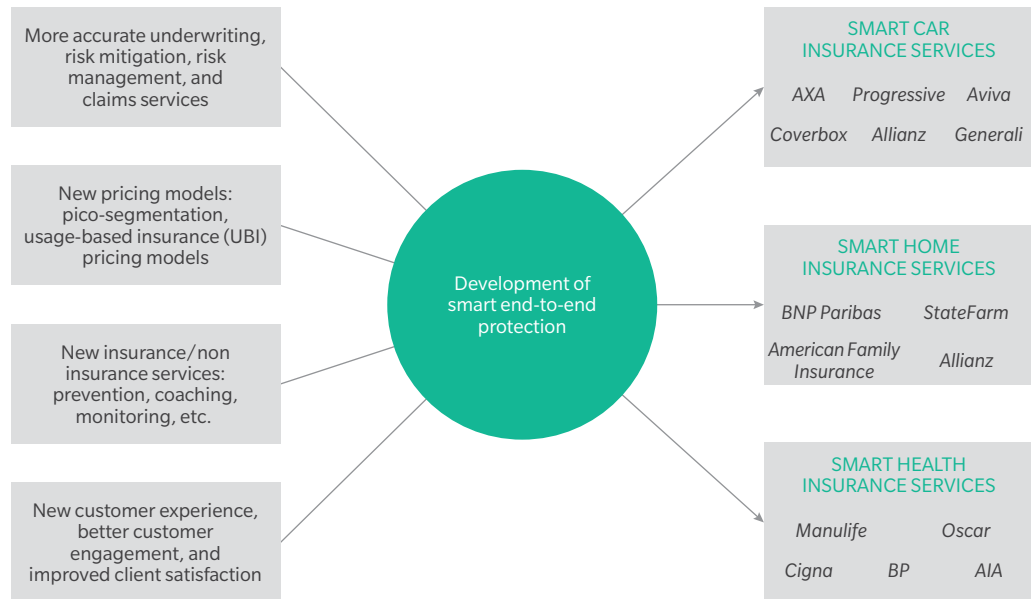 More accurate underwriting,
risk mitigation, risk
management, and
claims services
New pricing models:
pico-segmentation,
usage-based insurance (UBI)
pricing models
New insurance/non
insurance services:
prevention, coaching,
monitoring, etc.
New customer experience,
better customer
engagement, and
improved client satisfaction
Development of
smart end-to-end
protection
SMART CAR
INSURANCE SERVICES
AXA Progressive Aviva
Coverbox Allianz Generali
SMART HOME
INSURANCE SERVICES
BNP Paribas StateFarm
American Family
Insurance Allianz
SMART HEALTH
INSURANCE SERVICES
Manulife Oscar
Cigna BP AIA